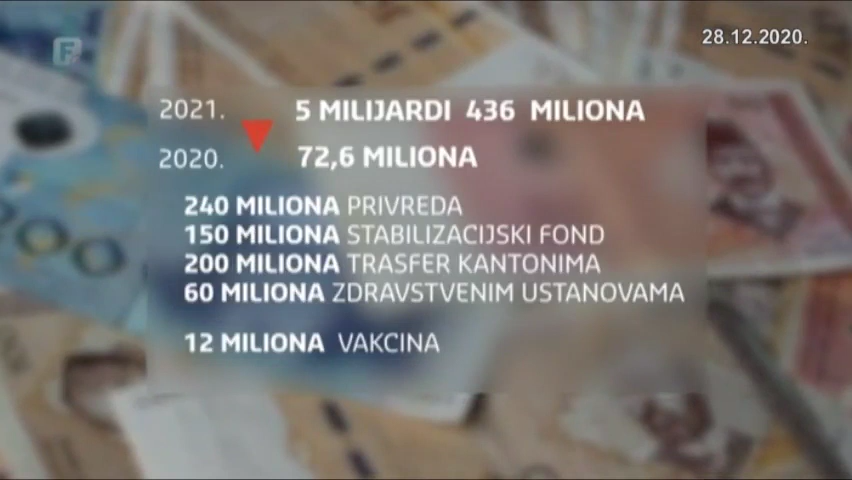 F
28.12.2020.
2021. 5 MILIJARDI 436 MILIONA
2020. 72,6 MILIONA
240 MILIONA PRIVREDA
150 MILIONA STABILIZACIJSKI FOND
200 MILIONA TRASFER KANTONIMA
60 MILIONA ZDRAVSTVENIM USTANOVAMA
12 MILIONA VAKCINA